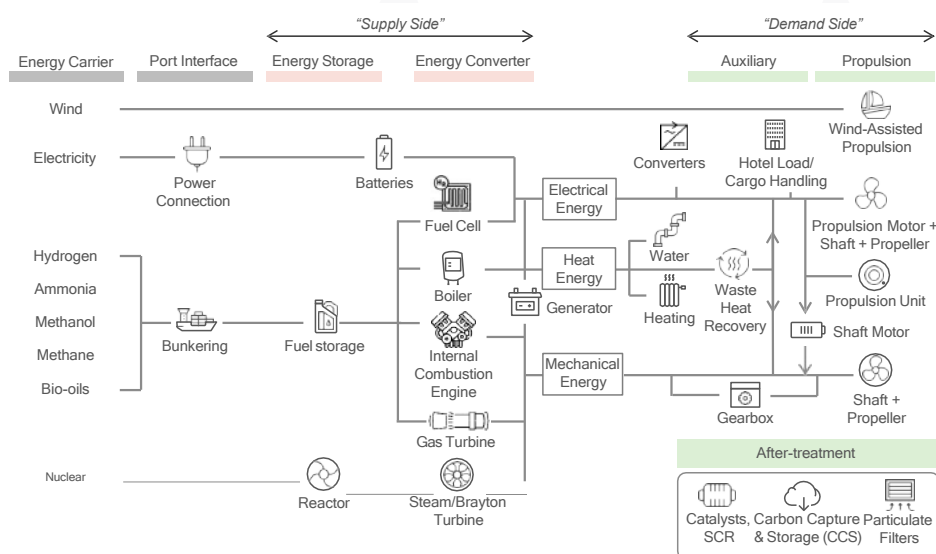 “Supply Side”
“Demand Side”
Energy Carrier
Port Interface
Energy Storage
Energy Converter
Auxiliary
Propulsion
Wind
Wind-Assisted
Propulsion
Electricity
Power
Connection
Batteries
Hg
Fuel Cell
Electrical
Energy
Converters
Hotel Load/
Cargo Handling
Propulsion Motor +
Shaft + Propeller
Hydrogen
Ammonia
Methanol
Methane
Bio-oils
Bunkering
Fuel storage
Boiler
Heat
Energy
Generator
Water
Heating
Waste
Heat
Recovery
Propulsion Unit
Shaft Motor
Internal
Combustion
Engine
Mechanical
Energy
Gearbox
Shaft +
Propeller
Gas Turbine
Nuclear
Reactor
Steam/Brayton
Turbine
After-treatment
Catalysts,
SCR
Carbon Capture
& Storage (CCS)
Particulate
Filters